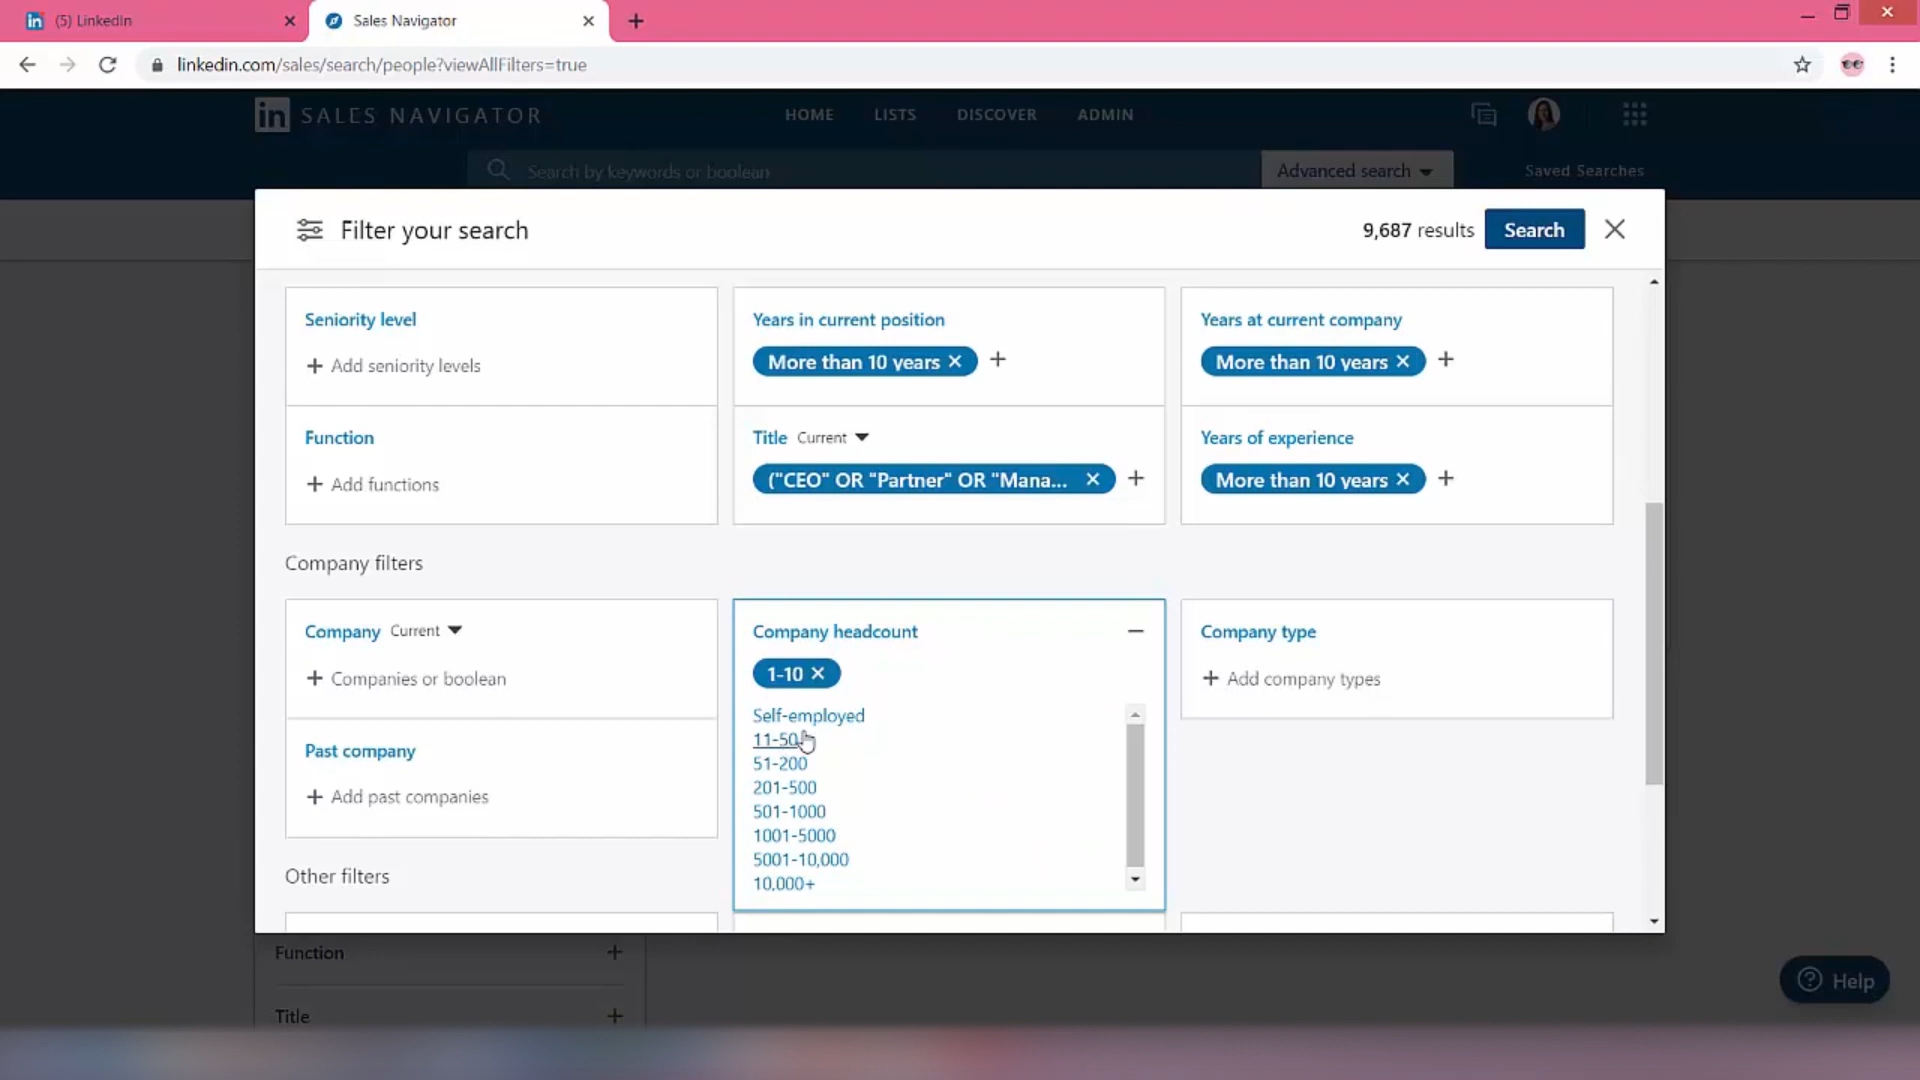 (5) LinkedIn
Sales Navigator
linkedin.com/sales/search/people?viewAllFilters=true
in SALES NAVIGATOR
HOME LISTS DISCOVER ADMIN
Search by keywords or boolean
Advanced search
Saved Searches
Filter your search
9,687 results
Search
Seniority level
Add seniority levels
Years in current position
More than 10 years
Years at current company
More than 10 years
Function
Add functions
Title Current
("CEO" OR "Partner" OR "Mana...
Years of experience
More than 10 years
Company filters
Company Current
Companies or boolean
Company headcount
1-10
Self-employed
11-50
51-200
201-500
501-1000
1001-5000
5001-10,000
10,000+
Company type
Add company types
Past company
Add past companies
Other filters
Function
Title
Help